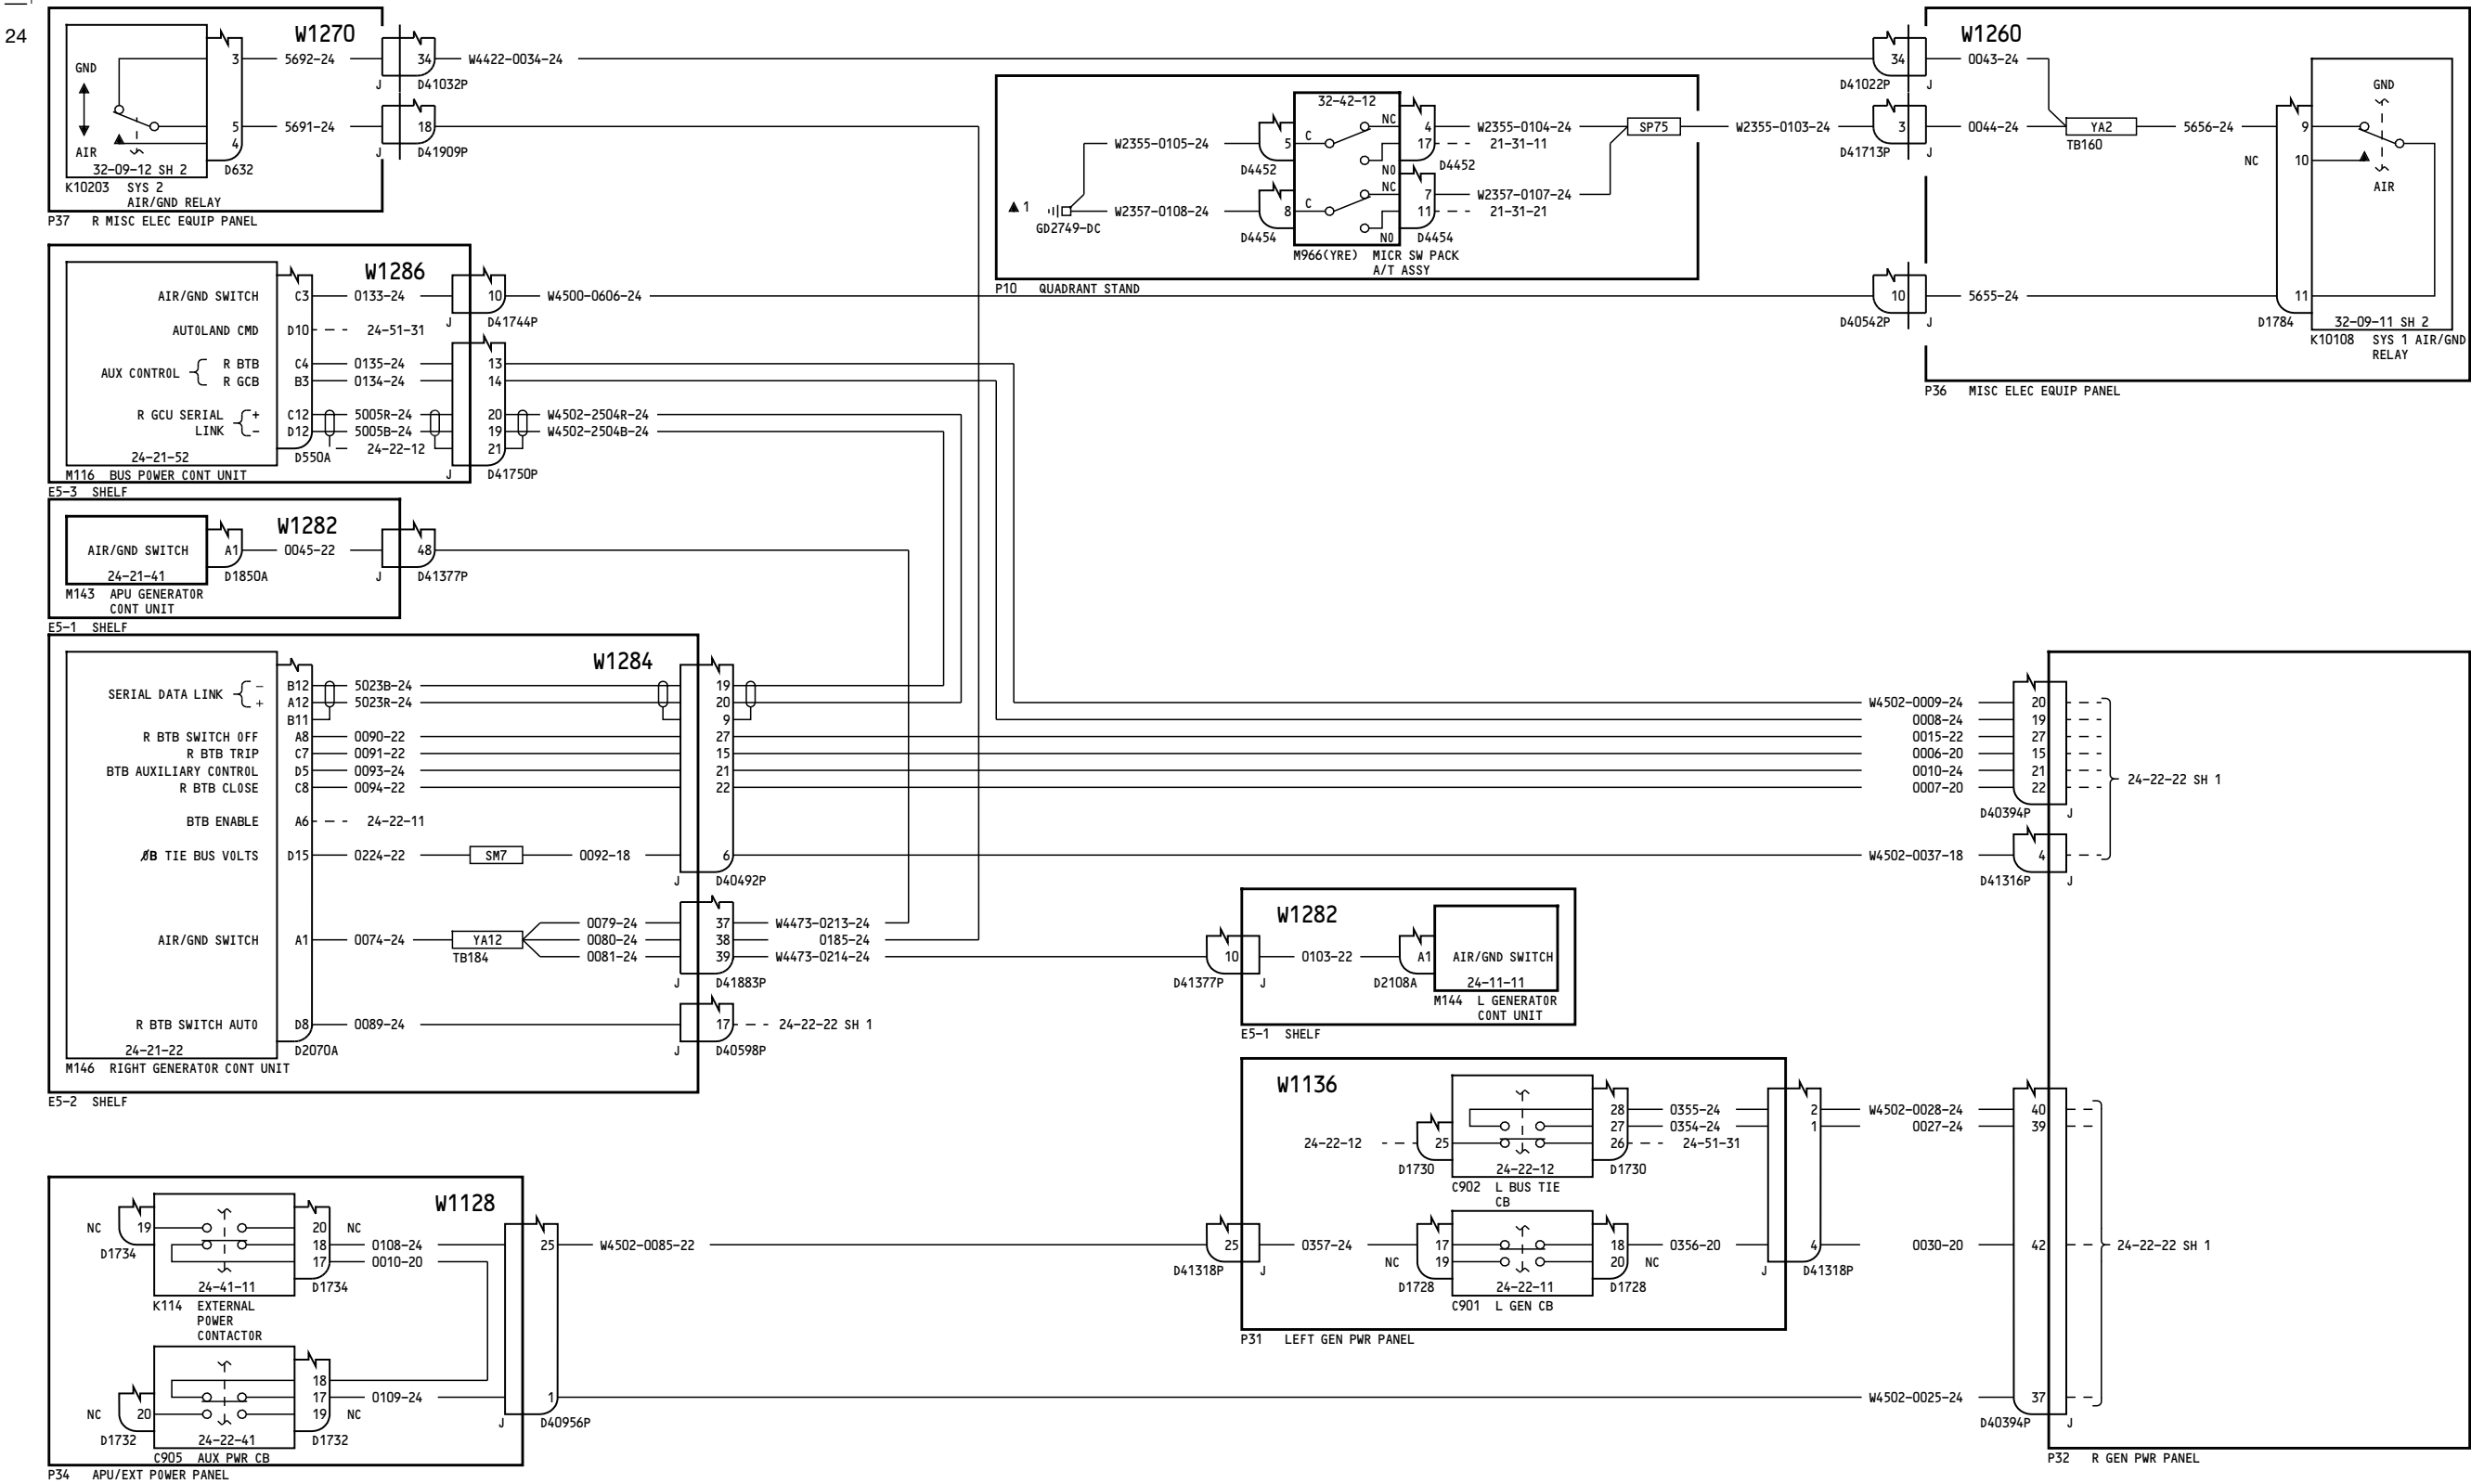 24
W1270
GND
AIR
3
5
4
5692-24
5691-24
34
18
J
D41032P
J
D41909P
W4422-0034-24
32-09-12 SH 2
D632
K10203 SYS 2
AIR/GND RELAY
P37 R MISC ELEC EQUIP PANEL
32-42-12
C
NC
NO
C
NC
NO
5
D4452
8
D4454
4
17
D4452
7
11
D4454
W2355-0105-24
W2357-0108-24
1
GD2749-DC
W2355-0104-24
21-31-11
W2357-0107-24
21-31-21
SP75
W2355-0103-24
M966(YRE) MICR SW PACK
A/T ASSY
P10 QUADRANT STAND
W1260
34
D41022P
J
0043-24
3
D41713P
J
0044-24
YA2
TB160
5656-24
9
NC
10
GND
AIR
10
D40542P
J
5655-24
11
D1784
32-09-11 SH 2
K10108 SYS 1 AIR/GND
RELAY
P36 MISC ELEC EQUIP PANEL
W1286
AIR/GND SWITCH
C3
0133-24
10
W4500-0606-24
J
D41744P
AUTOLAND CMD
D10
24-51-31
AUX CONTROL
R BTB
C4
0135-24
13
R GCB
B3
0134-24
14
R GCU SERIAL
LINK
+
C12
5005R-24
20
W4502-2504R-24
−
D12
5005B-24
19
W4502-2504B-24
24-22-12
21
24-21-52
D550A
J
D41750P
M116 BUS POWER CONT UNIT
E5-3 SHELF
W1282
AIR/GND SWITCH
A1
0045-22
48
24-21-41
D1850A
J
D41377P
M143 APU GENERATOR
CONT UNIT
E5-1 SHELF
W1284
SERIAL DATA LINK
−
B12
5023B-24
19
+
A12
5023R-24
20
B11
9
R BTB SWITCH OFF
A8
0090-22
27
R BTB TRIP
C7
0091-22
15
BTB AUXILIARY CONTROL
D5
0093-24
21
R BTB CLOSE
C8
0094-22
22
BTB ENABLE
A6
24-22-11
ØB TIE BUS VOLTS
D15
0224-22
SM7
0092-18
6
J
D40492P
AIR/GND SWITCH
A1
0074-24
YA12
TB184
0079-24
0080-24
0081-24
37
38
39
W4473-0213-24
0185-24
W4473-0214-24
J
D41883P
R BTB SWITCH AUTO
D8
0089-24
17
24-22-22 SH 1
24-21-22
D2070A
J
D40598P
M146 RIGHT GENERATOR CONT UNIT
E5-2 SHELF
W4502-0009-24
20
0008-24
19
0015-22
27
0006-20
15
0010-24
21
0007-20
22
D40394P
J
24-22-22 SH 1
W4502-0037-18
4
D41316P
J
W1282
10
D41377P
J
0103-22
A1
D2108A
AIR/GND SWITCH
24-11-11
M144 L GENERATOR
CONT UNIT
E5-1 SHELF
W1136
24-22-12
25
D1730
28
27
26
D1730
0355-24
0354-24
24-51-31
2
1
W4502-0028-24
0027-24
40
39
24-22-12
C902 L BUS TIE
CB
25
D41318P
J
0357-24
17
NC
19
D1728
18
20
NC
D1728
0356-20
4
J
D41318P
0030-20
42
24-22-22 SH 1
24-22-11
C901 L GEN CB
P31 LEFT GEN PWR PANEL
W1128
NC
19
D1734
20
NC
18
17
0108-24
0010-20
D1734
24-41-11
K114 EXTERNAL
POWER
CONTACTOR
25
W4502-0085-22
NC
20
D1732
18
17
0109-24
19
NC
D1732
24-22-41
C905 AUX PWR CB
1
J
D40956P
P34 APU/EXT POWER PANEL
W4502-0025-24
37
D40394P
J
P32 R GEN PWR PANEL